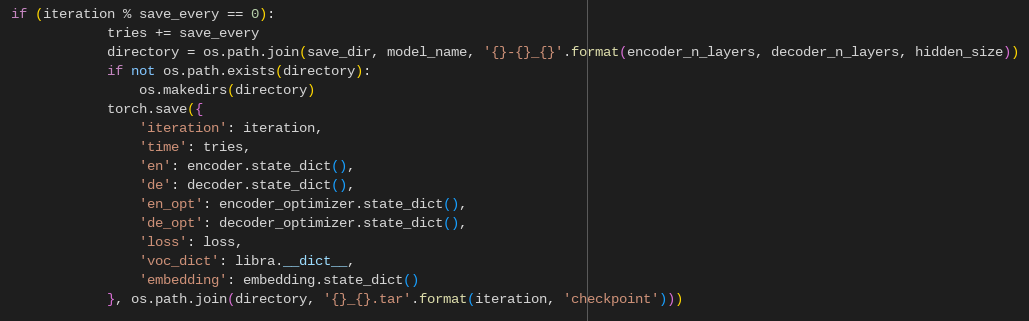 if (iteration % save_every == 0):
            tries += save_every
            directory = os.path.join(save_dir, model_name, '{}-{}_{}'.format(encoder_n_layers, decoder_n_layers, hidden_size))
            if not os.path.exists(directory):
                os.makedirs(directory)
            torch.save({
                'iteration': iteration,
                'time': tries,
                'en': encoder.state_dict(),
                'de': decoder.state_dict(),
                'en_opt': encoder_optimizer.state_dict(),
                'de_opt': decoder_optimizer.state_dict(),
                'loss': loss,
                'voc_dict': libra.__dict__,
                'embedding': embedding.state_dict()
            }, os.path.join(directory, '{}_{}.tar'.format(iteration, 'checkpoint')))